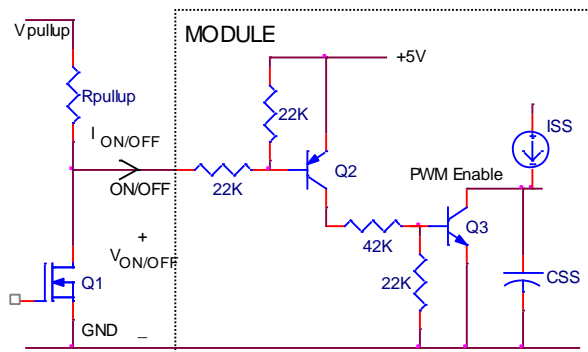 Vpullup
MODULE
+5V
Rpullup
22K
I ON/OFF
ISS
Q2
PWM Enable
ON/OFF
22K
Q3
+
42K
V ON/OFF
22K
CSS
Q1
GND
_